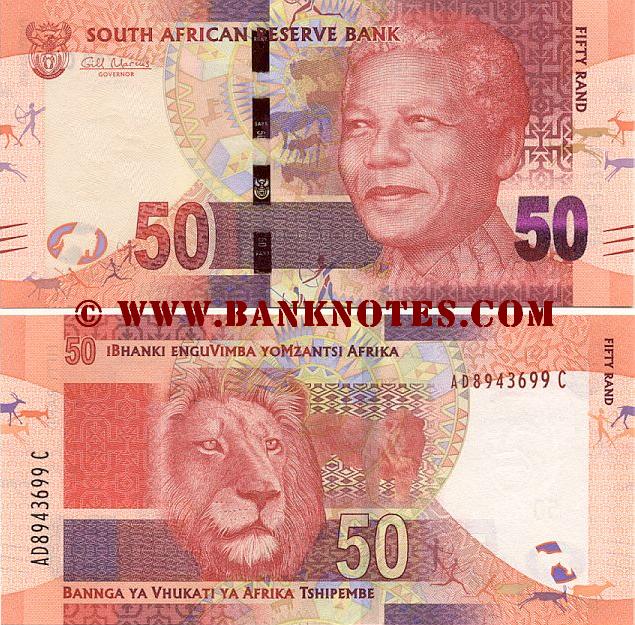 SOUTH AFRICAN RESERVE BANK
Gill Marcus
GOVERNOR
FIFTY RAND
50
50
© WWW.BANKNOTES.COM
50 iBHANKI ENGUVIMBA YOMZANTSI AFRIKA
AD8943699 C
FIFTY RAND
AD8943699 C
50
BANNGA YA VHUKATI YA AFRIKA TSHIPEMBE